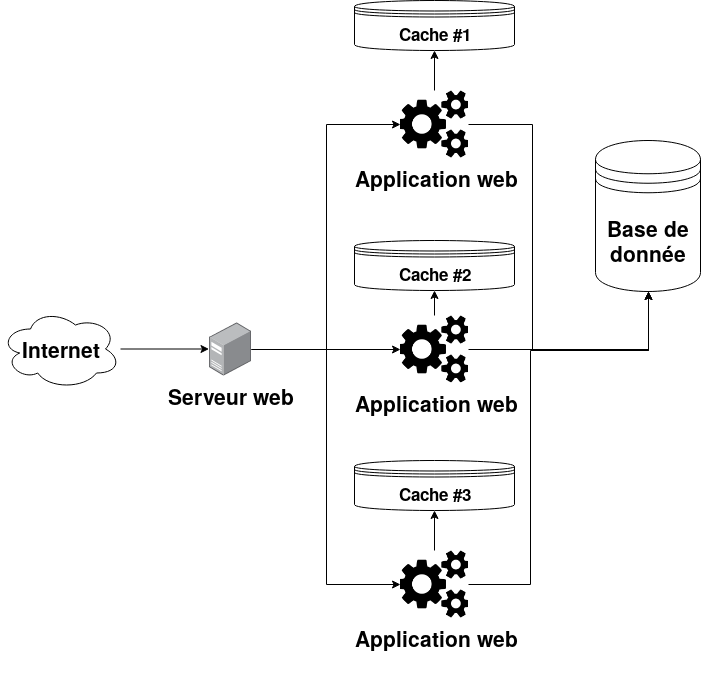 Cache #1
Application web
Base de
donnée
Cache #2
Internet
Serveur web
Application web
Cache #3
Application web